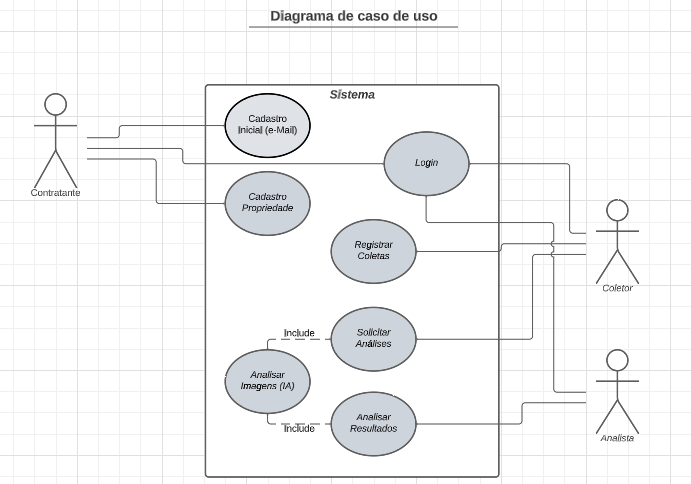 Diagrama de caso de uso
Sistema
Cadastro
Inicial (e-Mail)
Login
Contratante
Cadastro
Propriedade
Registrar
Coletas
Coletor
Include
Solicitar
Análises
Analisar
Imagens (IA)
Include
Analisar
Resultados
Analista